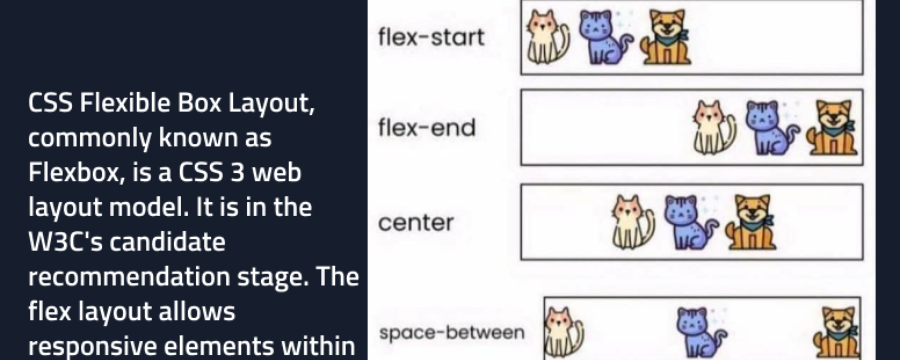 CSS Flexible Box Layout,
commonly known as
Flexbox, is a CSS 3 web
layout model. It is in the
W3C's candidate
recommendation stage. The
flex layout allows
responsive elements within
flex-start
flex-end
center
space-between